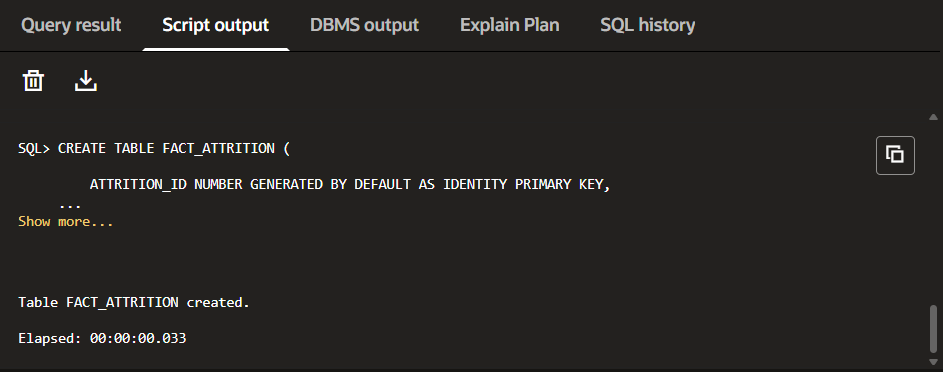 Query result Script output DBMS output Explain Plan SQL history
SQL> CREATE TABLE FACT_ATTRITION (
ATTRITION_ID NUMBER GENERATED BY DEFAULT AS IDENTITY PRIMARY KEY,
...
Show more...
Table FACT_ATTRITION created.
Elapsed: 00:00:00.033